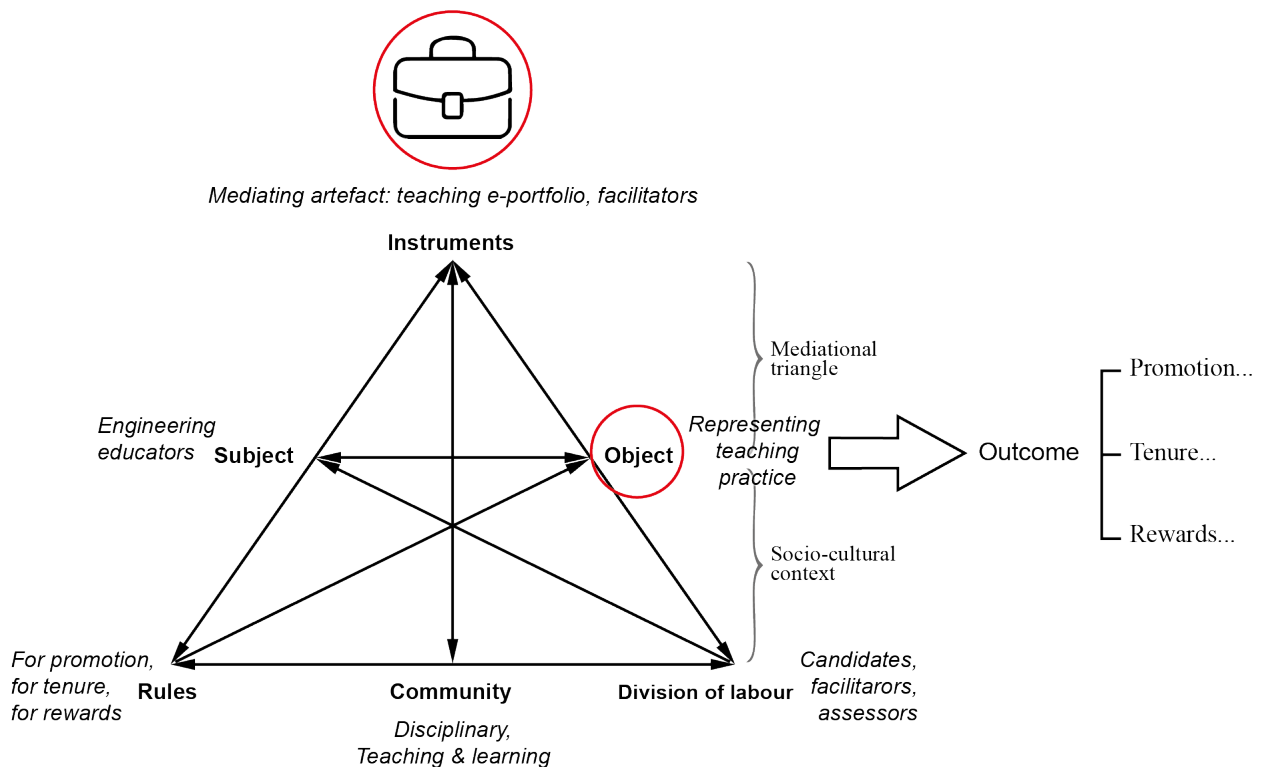 Mediating artefact: teaching e-portfolio, facilitators
Instruments
Mediational
triangle
Engineering
educators
Subject
Object
Representing
teaching
practice
Outcome
Promotion...
Tenure...
Rewards...
Socio-cultural
context
For promotion,
for tenure,
for rewards
Rules
Community
Disciplinary,
Teaching & learning
Division of labour
Candidates,
facilitarors,
assessors